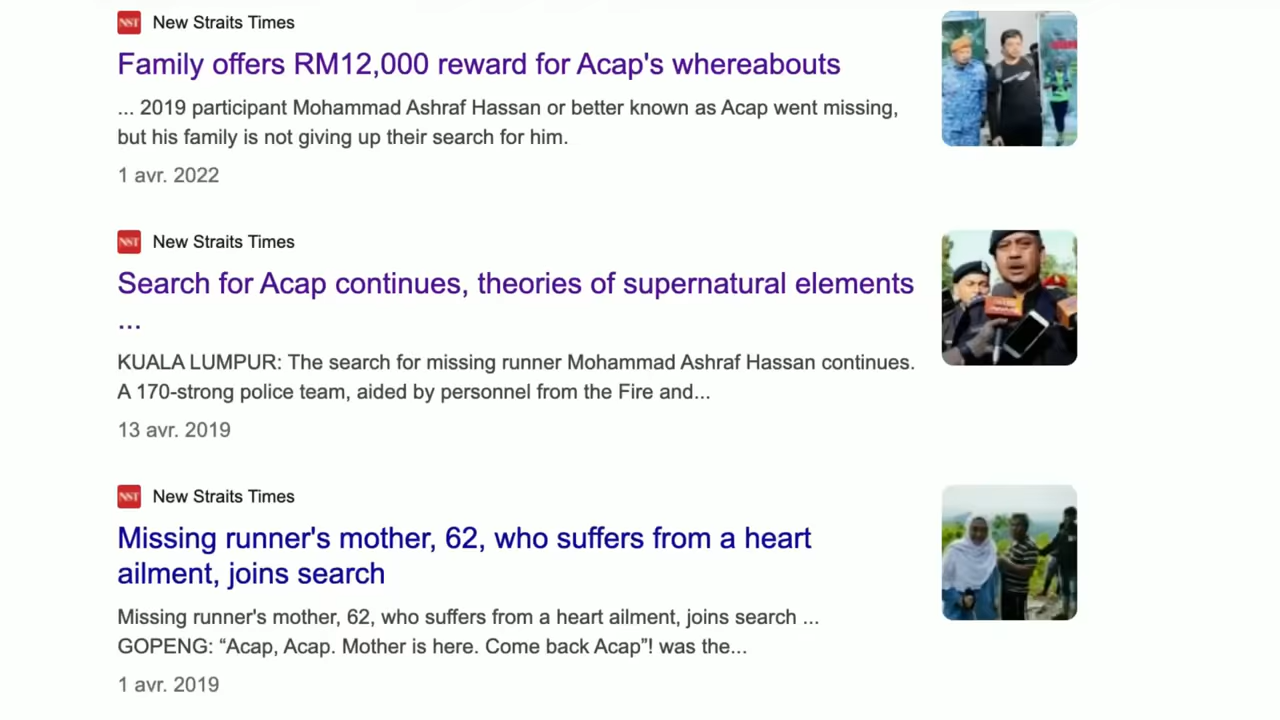 NST New Straits Times
Family offers RM12,000 reward for Acap's whereabouts
... 2019 participant Mohammad Ashraf Hassan or better known as Acap went missing,
but his family is not giving up their search for him.
1 avr. 2022
NST New Straits Times
Search for Acap continues, theories of supernatural elements
...
KUALA LUMPUR: The search for missing runner Mohammad Ashraf Hassan continues.
A 170-strong police team, aided by personnel from the Fire and...
13 avr. 2019
NST New Straits Times
Missing runner's mother, 62, who suffers from a heart
ailment, joins search
Missing runner's mother, 62, who suffers from a heart ailment, joins search ...
GOPENG: “Acap, Acap. Mother is here. Come back Acap”! was the...
1 avr. 2019